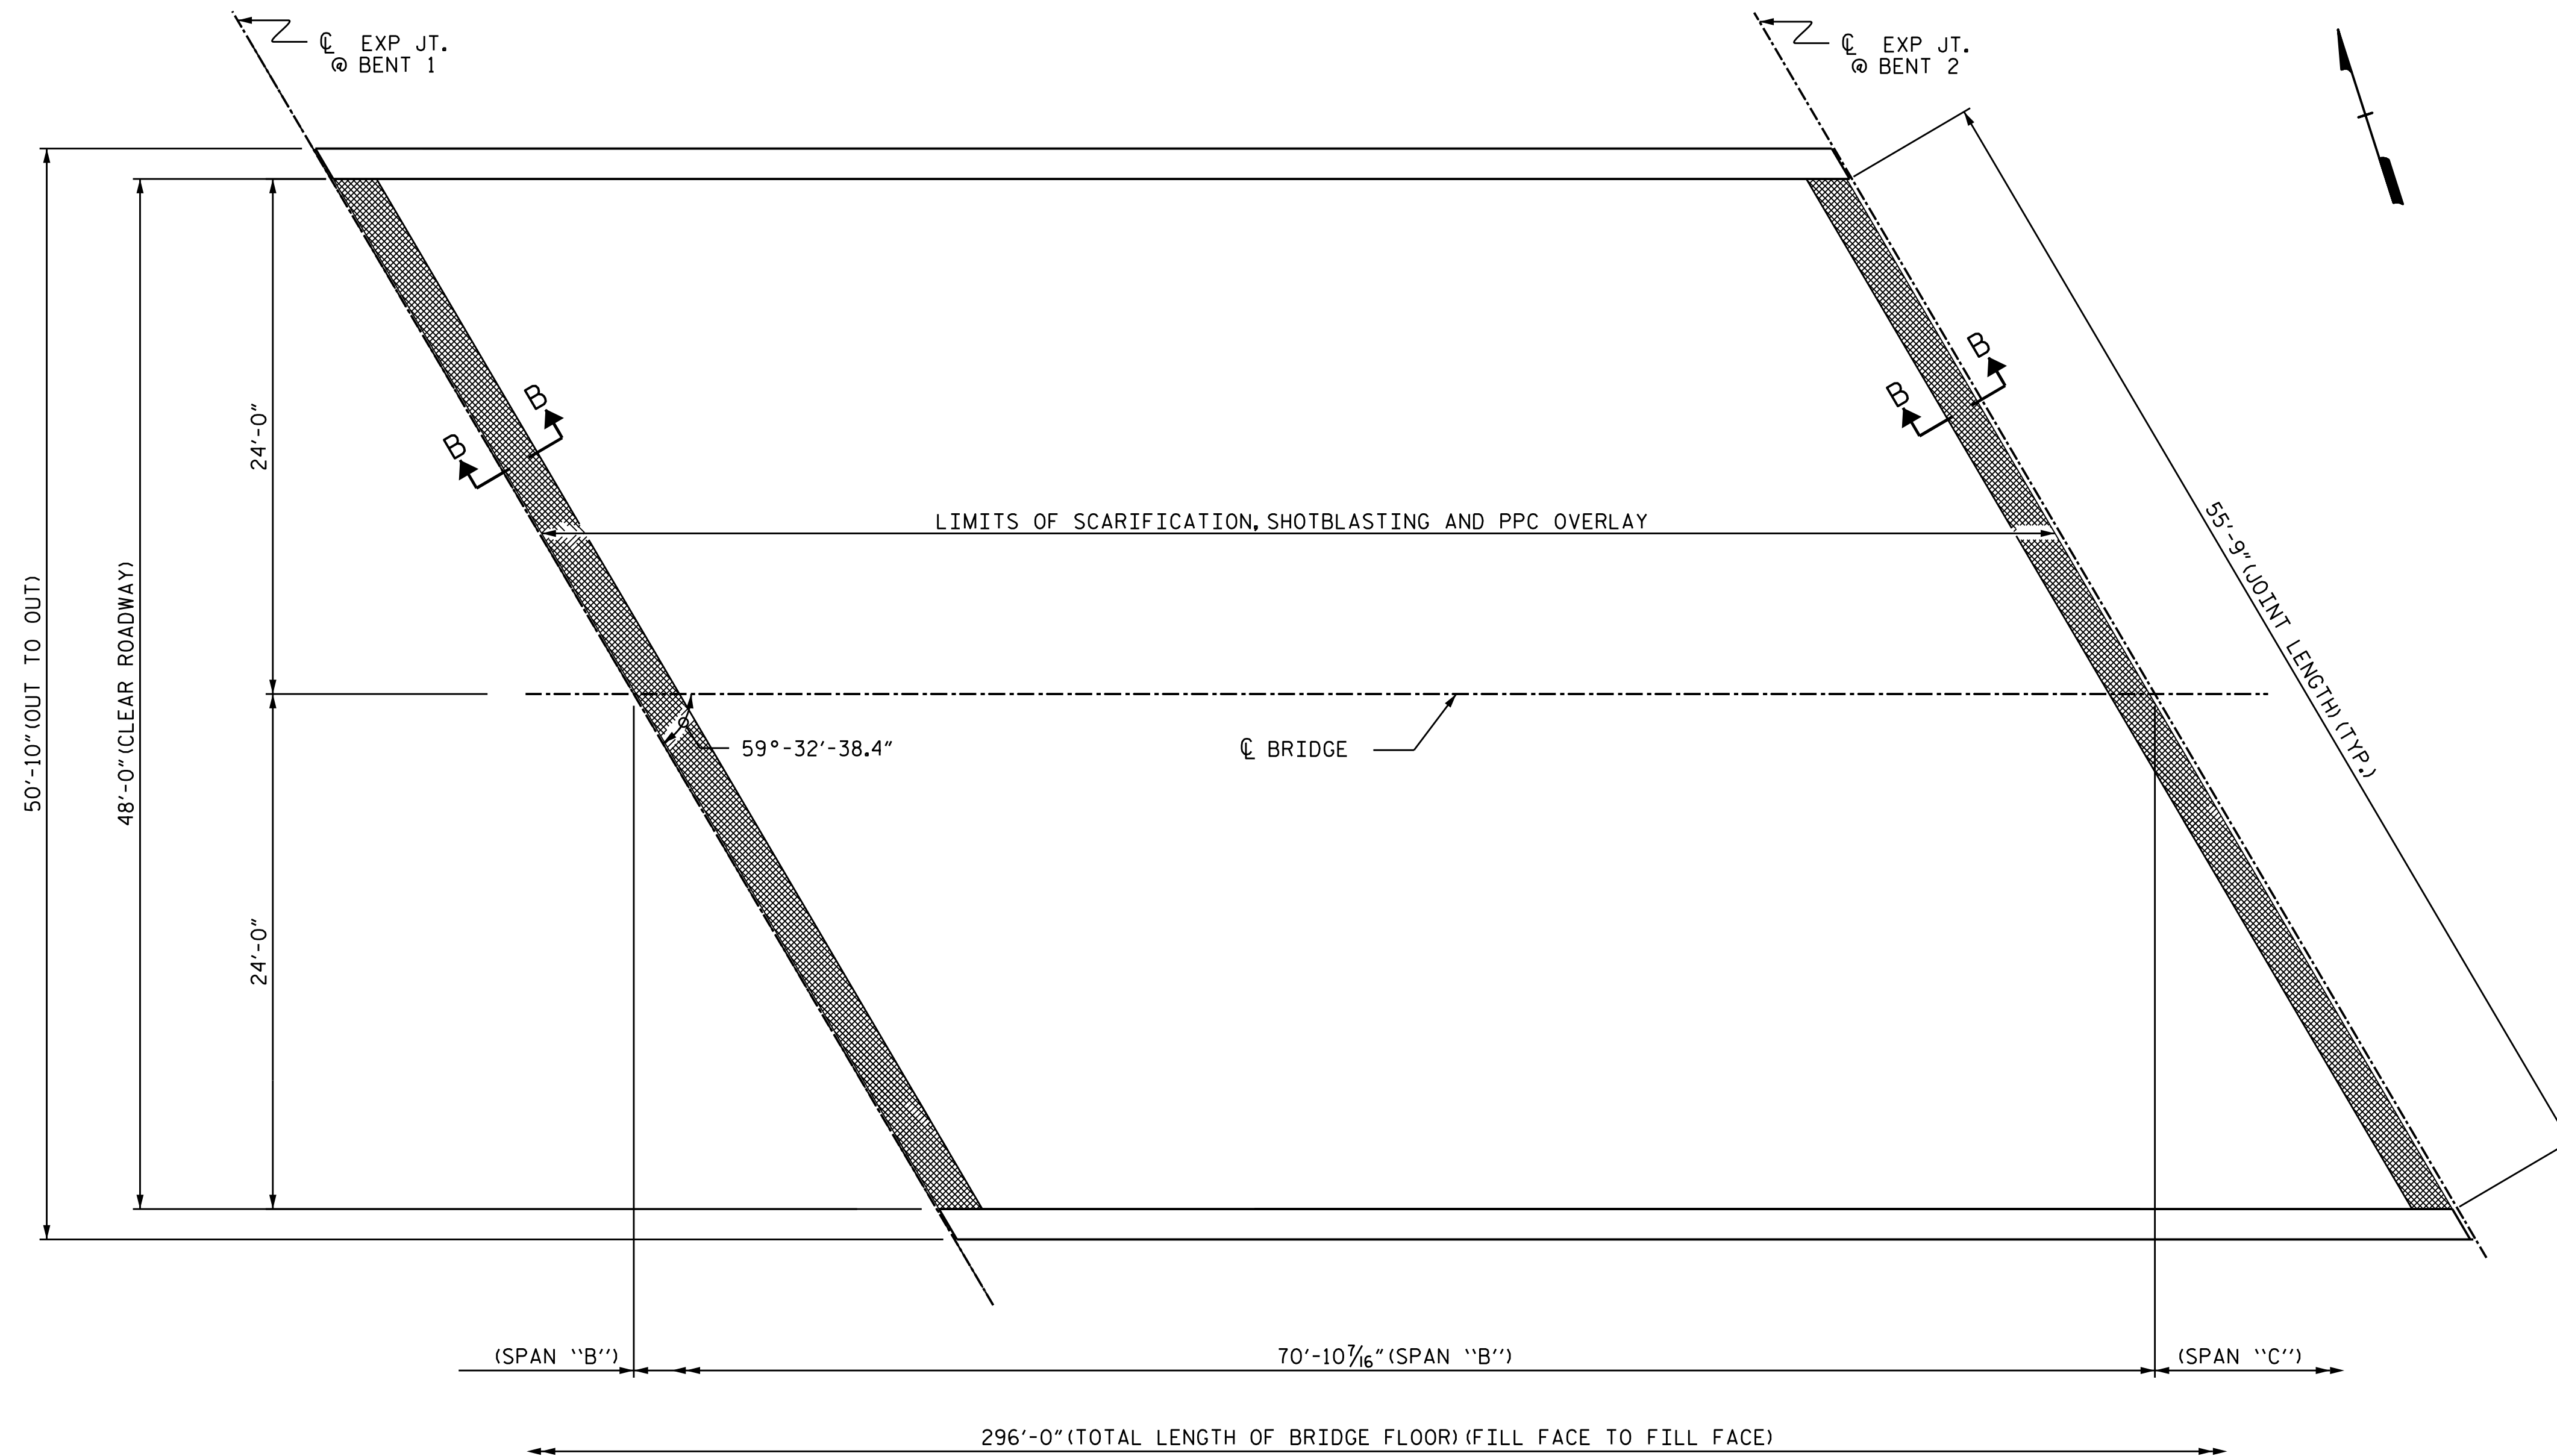 ℄ EXP JT.
@ BENT 1
℄ EXP JT.
@ BENT 2
B
B
B
B
24'-0"
LIMITS OF SCARIFICATION, SHOTBLASTING AND PPC OVERLAY
55'-9" (JOINT LENGTH) (TYP.)
50'-10" (OUT TO OUT)
48'-0" (CLEAR ROADWAY)
59°-32'-38.4"
℄ BRIDGE
24'-0"
(SPAN "B")
70'-10 7/16" (SPAN "B")
(SPAN "C")
296'-0" (TOTAL LENGTH OF BRIDGE FLOOR) (FILL FACE TO FILL FACE)